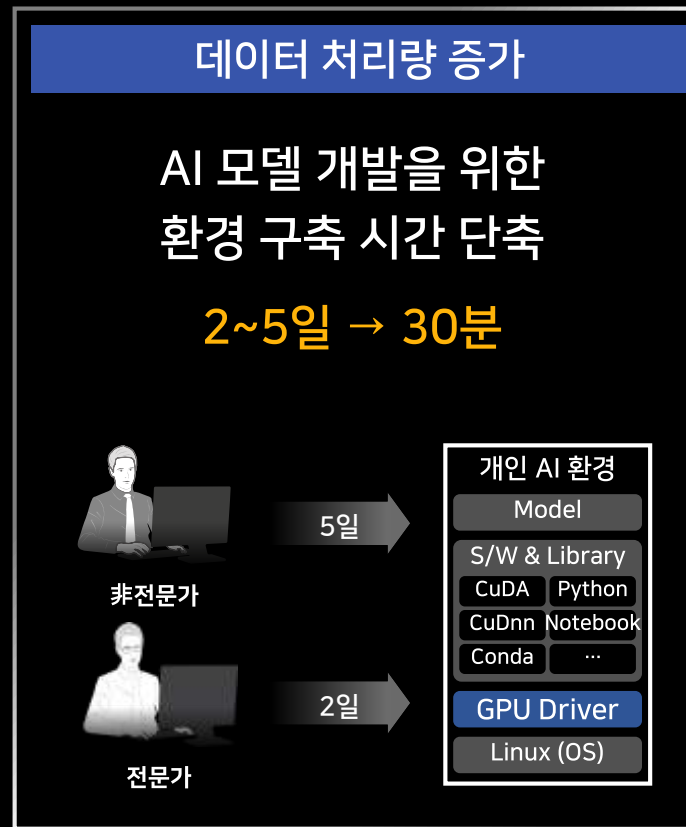 데이터 처리량 증가
AI 모델 개발을 위한
환경 구축 시간 단축
2~5일 → 30분
非전문가
5일
전문가
2일
개인 AI 환경
Model
S/W & Library
CuDA Python
CuDnn Notebook
Conda ...
GPU Driver
Linux (OS)